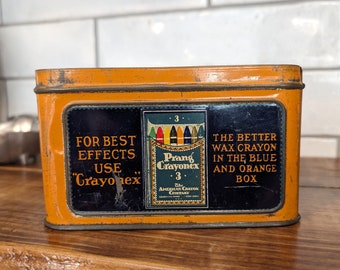 FOR BEST
EFFECTS
USE
"Crayonex"
3
Prang
Crayonex
3
The
AMERICAN CRAYON
COMPANY
THE BETTER
WAX CRAYON
IN THE BLUE
AND ORANGE
BOX